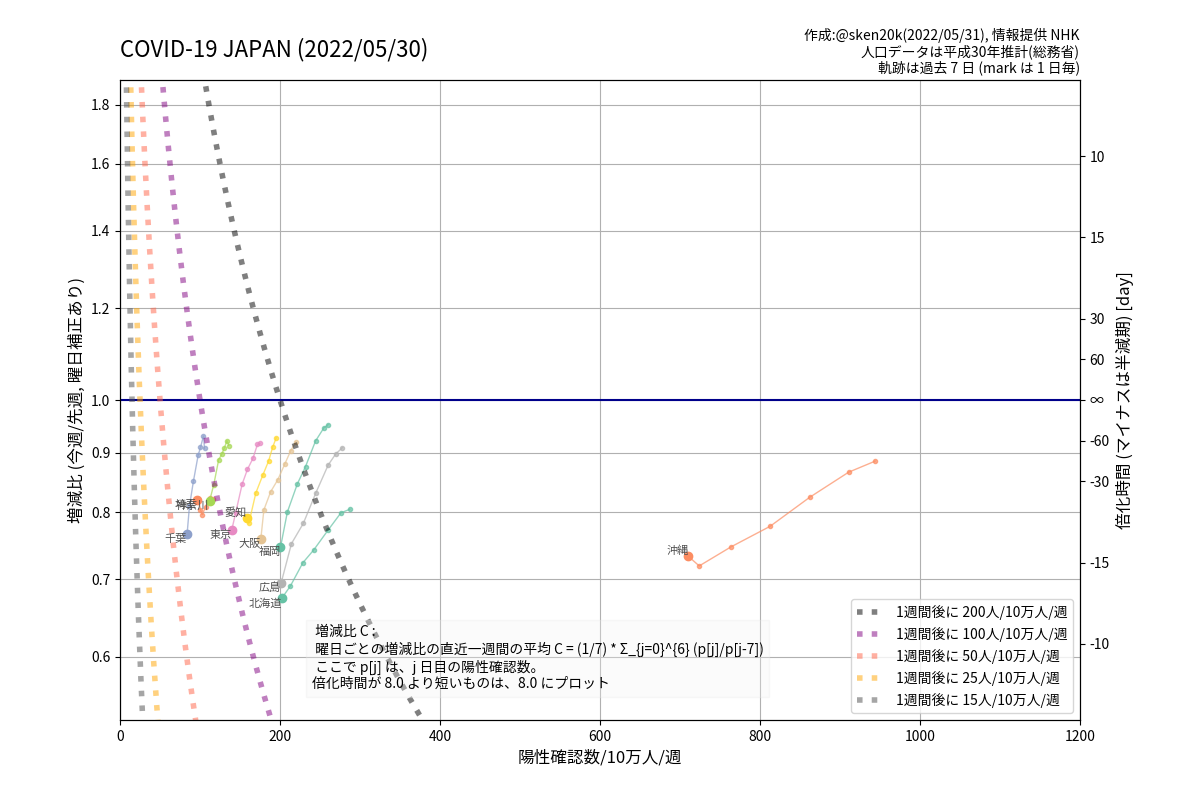 COVID-19 JAPAN (2022/05/30)
作成:@sken20k(2022/05/31), 情報提供 NHK
人口データは平成30年推計(総務省)
軌跡は過去 7 日 (mark は 1 日毎)
増減比 (今週/先週, 曜日補正あり)
1.8
1.6
1.4
1.2
1.0
0.9
0.8
0.7
0.6
10
15
30
60
∞
-60
-30
-15
-10
倍化時間 (マイナスは半減期) [day]
神奈川
千葉
愛知
東京
大阪
福岡
広島
北海道
沖縄
増減比 C :
曜日ごとの増減比の直近一週間の平均 C = (1/7) * Σ_{j=0}^{6} (p[j]/p[j-7])
ここで p[j] は、j 日目の陽性確認数。
倍化時間が 8.0 より短いものは、8.0 にプロット
1週間後に 200人/10万人/週
1週間後に 100人/10万人/週
1週間後に 50人/10万人/週
1週間後に 25人/10万人/週
1週間後に 15人/10万人/週
0
200
400
600
800
1000
1200
陽性確認数/10万人/週